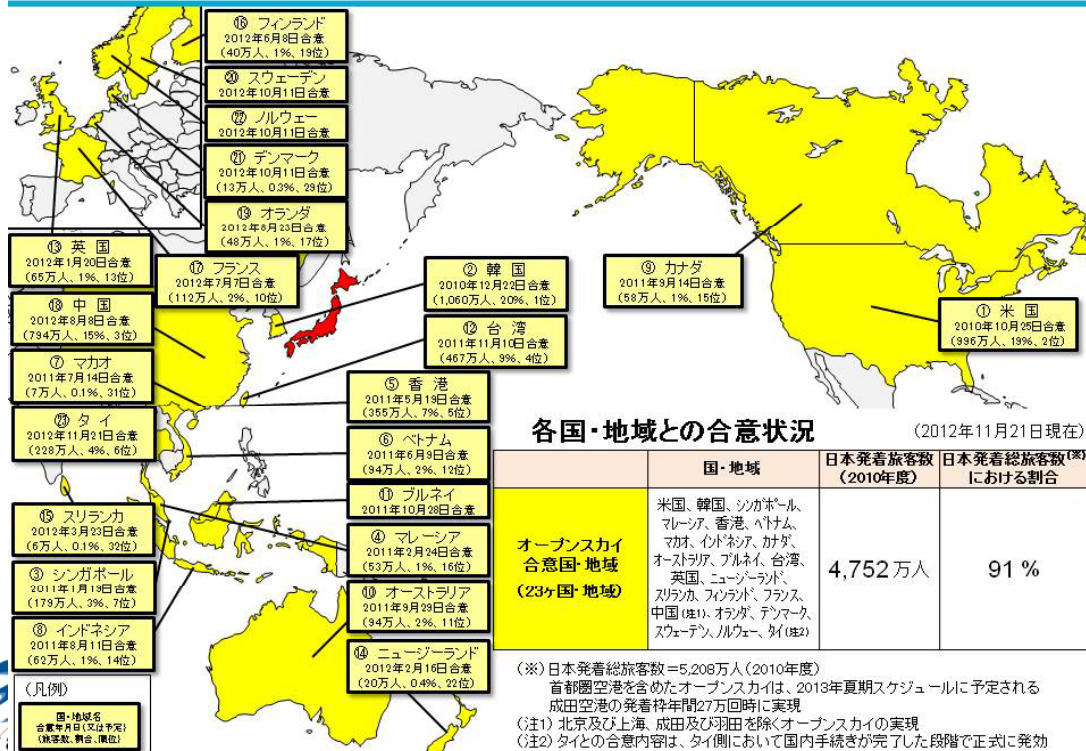 ⑯ フィンランド
2012年6月8日合意
(40万人、1%、19位)
⑳ スウェーデン
2012年10月11日合意
㉒ ノルウェー
2012年10月11日合意
㉑ デンマーク
2012年10月11日合意
(13万人、0.3%、29位)
⑲ オランダ
2012年8月23日合意
(48万人、1%、17位)
⑬ 英 国
2012年1月20日合意
(65万人、1%、13位)
⑰ フランス
2012年7月7日合意
(112万人、2%、10位)
⑱ 中 国
2012年8月8日合意
(794万人、15%、3位)
⑦ マカオ
2011年7月14日合意
(7万人、0.1%、31位)
㉓ タ イ
2012年11月21日合意
(228万人、4%、6位)
② 韓 国
2010年12月22日合意
(1,060万人、20%、1位)
⑫ 台 湾
2011年11月10日合意
(467万人、9%、4位)
⑤ 香 港
2011年5月19日合意
(355万人、7%、5位)
⑥ ベトナム
2011年6月9日合意
(94万人、2%、12位)
⑪ ブルネイ
2011年10月28日合意
④ マレーシア
2011年2月24日合意
(53万人、1%、16位)
⑩ オーストラリア
2011年9月29日合意
(94万人、2%、11位)
⑭ ニュージーランド
2012年2月16日合意
(20万人、0.4%、22位)
⑮ スリランカ
2012年3月23日合意
(6万人、0.1%、32位)
③ シンガポール
2011年1月19日合意
(179万人、3%、7位)
⑧ インドネシア
2011年8月11日合意
(62万人、1%、14位)
(凡例)
国・地域名
合意年月日(又は予定)
(旅客数、割合、順位)
⑨ カナダ
2011年9月14日合意
(58万人、1%、15位)
① 米 国
2010年10月25日合意
(996万人、19%、2位)
各国・地域との合意状況
(2012年11月21日現在)
国・地域
日本発着旅客数
(2010年度)
日本発着総旅客数(※)
における割合
オープンスカイ
合意国・地域
(23ヶ国・地域)
米国、韓国、シンガポール、
マレーシア、香港、ベトナム、
マカオ、インドネシア、カナダ、
オーストラリア、ブルネイ、台湾、
英国、ニュージーランド、
スリランカ、フィンランド、フランス、
中国(注1)、オランダ、デンマーク、
スウェーデン、ノルウェー、タイ(注2)
4,752万人
91 %
(※)日本発着総旅客数=5,208万人(2010年度)
首都圏空港を含めたオープンスカイは、2013年夏期スケジュールに予定される
成田空港の発着枠年間27万回時に実現
(注1) 北京及び上海、成田及び羽田を除くオープンスカイの実現
(注2) タイとの合意内容は、タイ側において国内手続きが完了した段階で正式に発効